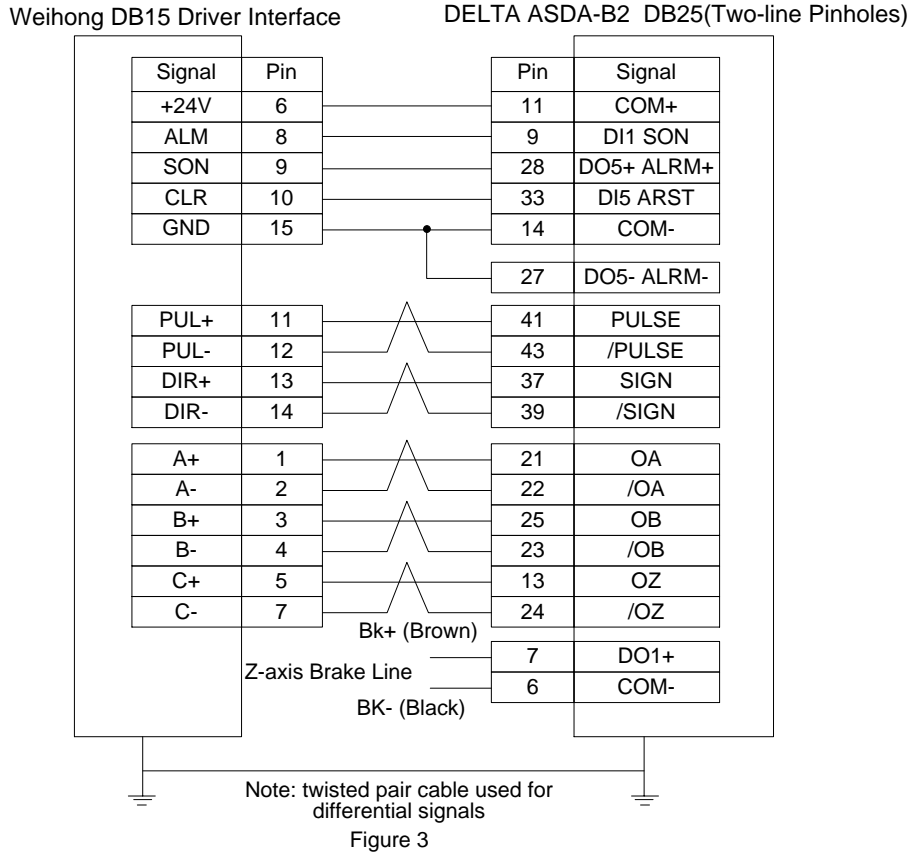 Weihong DB15 Driver Interface DELTA ASDA-B2 DB25(Two-line Pinholes)
Signal Pin Pin Signal
+24V 6 11 COM+
ALM 8 9 DI1 SON
SON 9 28 DO5+ ALRM+
CLR 10 33 DI5 ARST
GND 15 14 COM-
27 DO5- ALRM-
PUL+ 11 41 PULSE
PUL- 12 43 /PULSE
DIR+ 13 37 SIGN
DIR- 14 39 /SIGN
A+ 1 21 OA
A- 2 22 /OA
B+ 3 25 OB
B- 4 23 /OB
C+ 5 13 OZ
C- 7 24 /OZ
Bk+ (Brown)
7 DO1+
Z-axis Brake Line
6 COM-
BK- (Black)
Note: twisted pair cable used for
differential signals
Figure 3